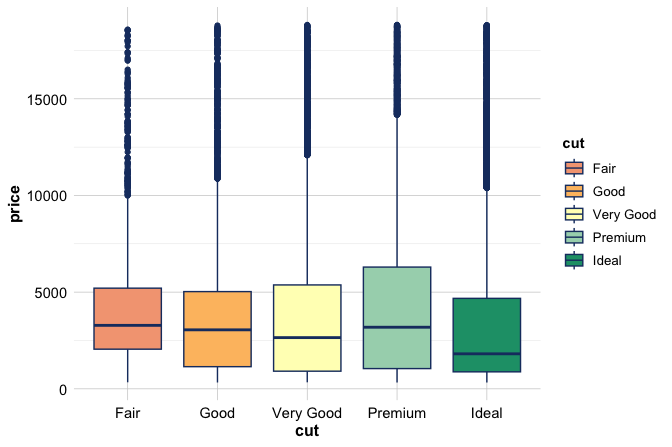 15000
10000
5000
0
price
Fair
Good
Very Good
Premium
Ideal
cut
cut
Fair
Good
Very Good
Premium
Ideal